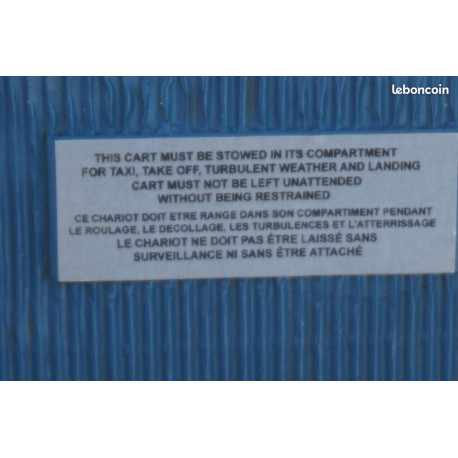 leboncoin
THIS CART MUST BE STOWED IN ITS COMPARTMENT
FOR TAXI, TAKE OFF, TURBULENT WEATHER AND LANDING
CART MUST NOT BE LEFT UNATTENDED
WITHOUT BEING RESTRAINED
CE CHARIOT DOIT ETRE RANGE DANS SON COMPARTIMENT PENDANT
LE ROULAGE, LE DECOLLAGE, LES TURBULENCES ET L'ATTERRISSAGE
LE CHARIOT NE DOIT PAS ÊTRE LAISSÉ SANS
SURVEILLANCE NI SANS ÊTRE ATTACHÉ